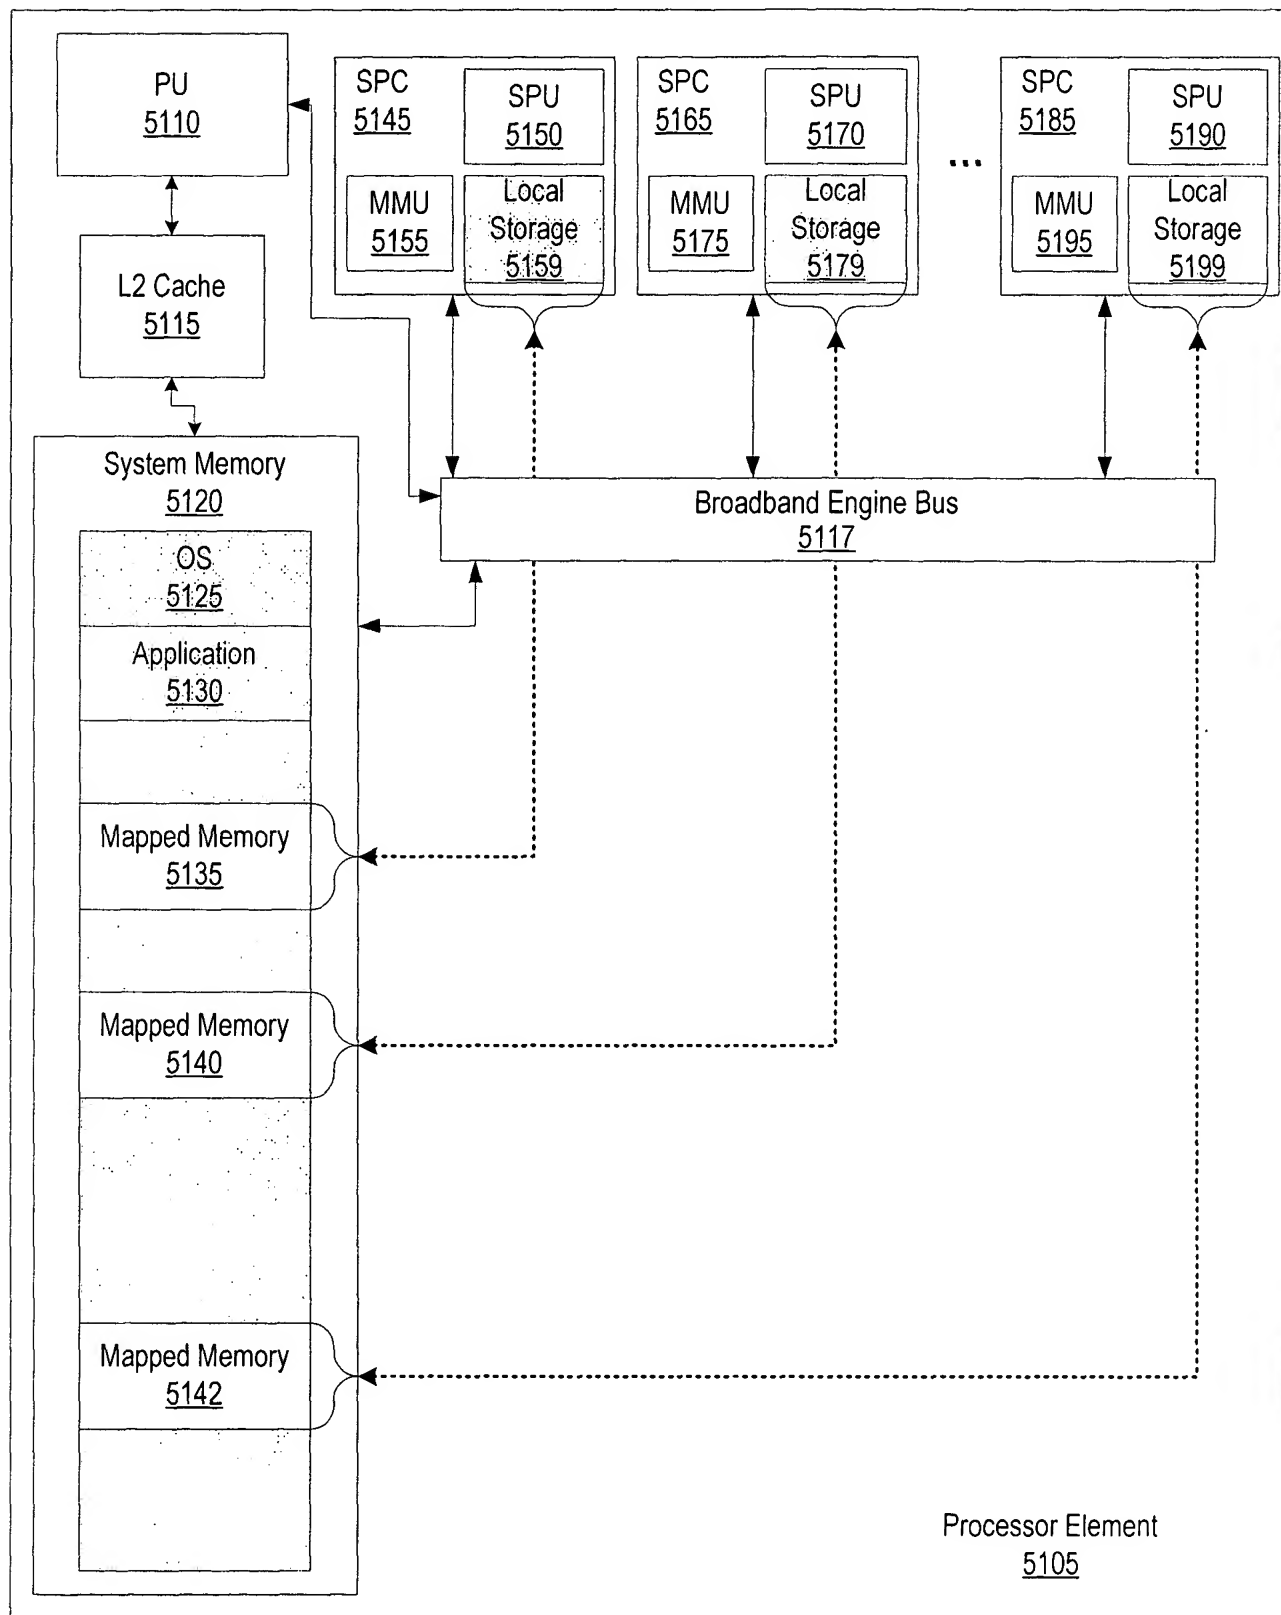 PU
5110
L2 Cache
5115
SPC
5145
SPU
5150
MMU
5155
Local
Storage
5159
SPC
5165
SPU
5170
MMU
5175
Local
Storage
5179
...
SPC
5185
SPU
5190
MMU
5195
Local
Storage
5199
Broadband Engine Bus
5117
System Memory
5120
OS
5125
Application
5130
Mapped Memory
5135
Mapped Memory
5140
Mapped Memory
5142
Processor Element
5105